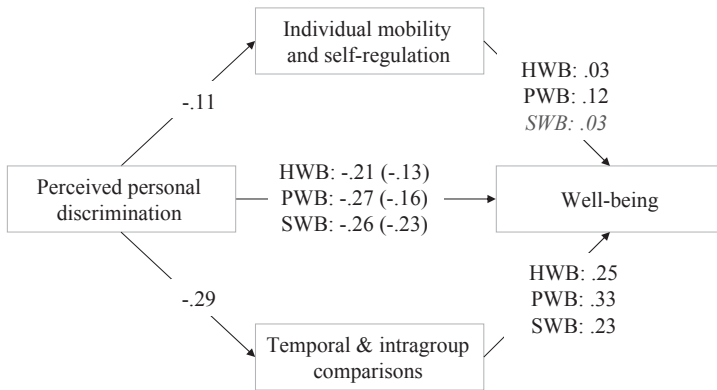 Individual mobility
and self-regulation
HWB: .03
PWB: .12
SWB: .03
-.11
Perceived personal
discrimination
HWB: -.21 (-.13)
PWB: -.27 (-.16)
SWB: -.26 (-.23)
Well-being
-.29
HWB: .25
PWB: .33
SWB: .23
Temporal & intragroup
comparisons